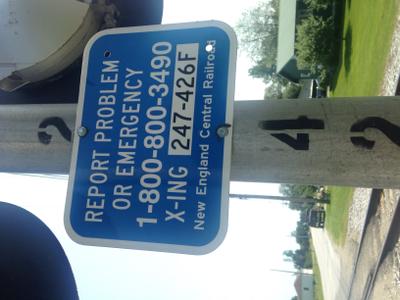 REPORT PROBLEM
OR EMERGENCY
1-800-800-3490
X-ING 247-426F
New England Central Railroad
2
4
2